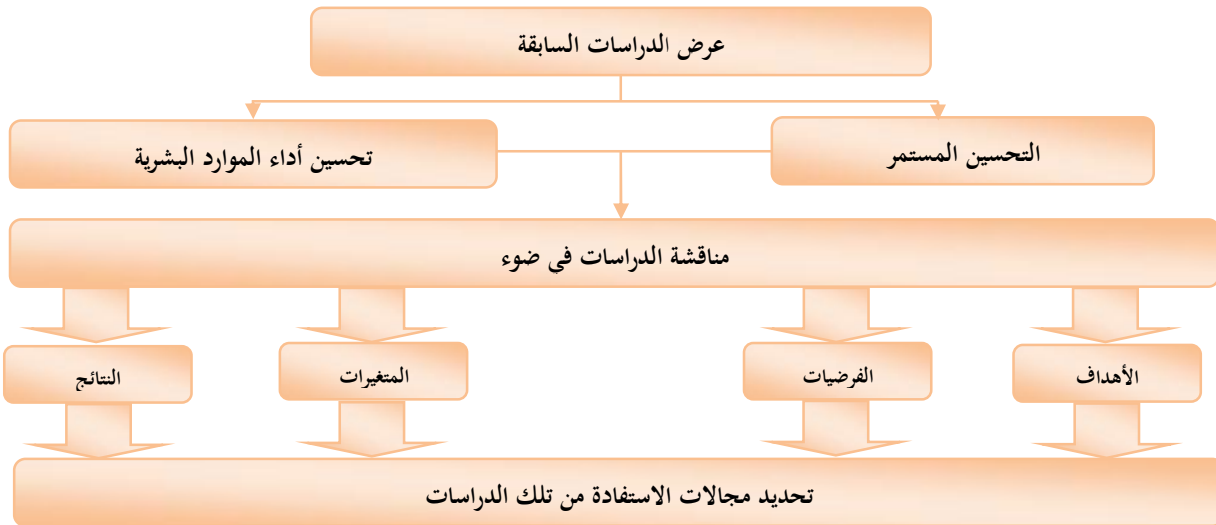 عرض الدراسات السابقة
التحسين المستمر
تحسين أداء الموارد البشرية
مناقشة الدراسات في ضوء
الأهداف
الفرضيات
المتغيرات
النتائج
تحديد مجالات الاستفادة من تلك الدراسات